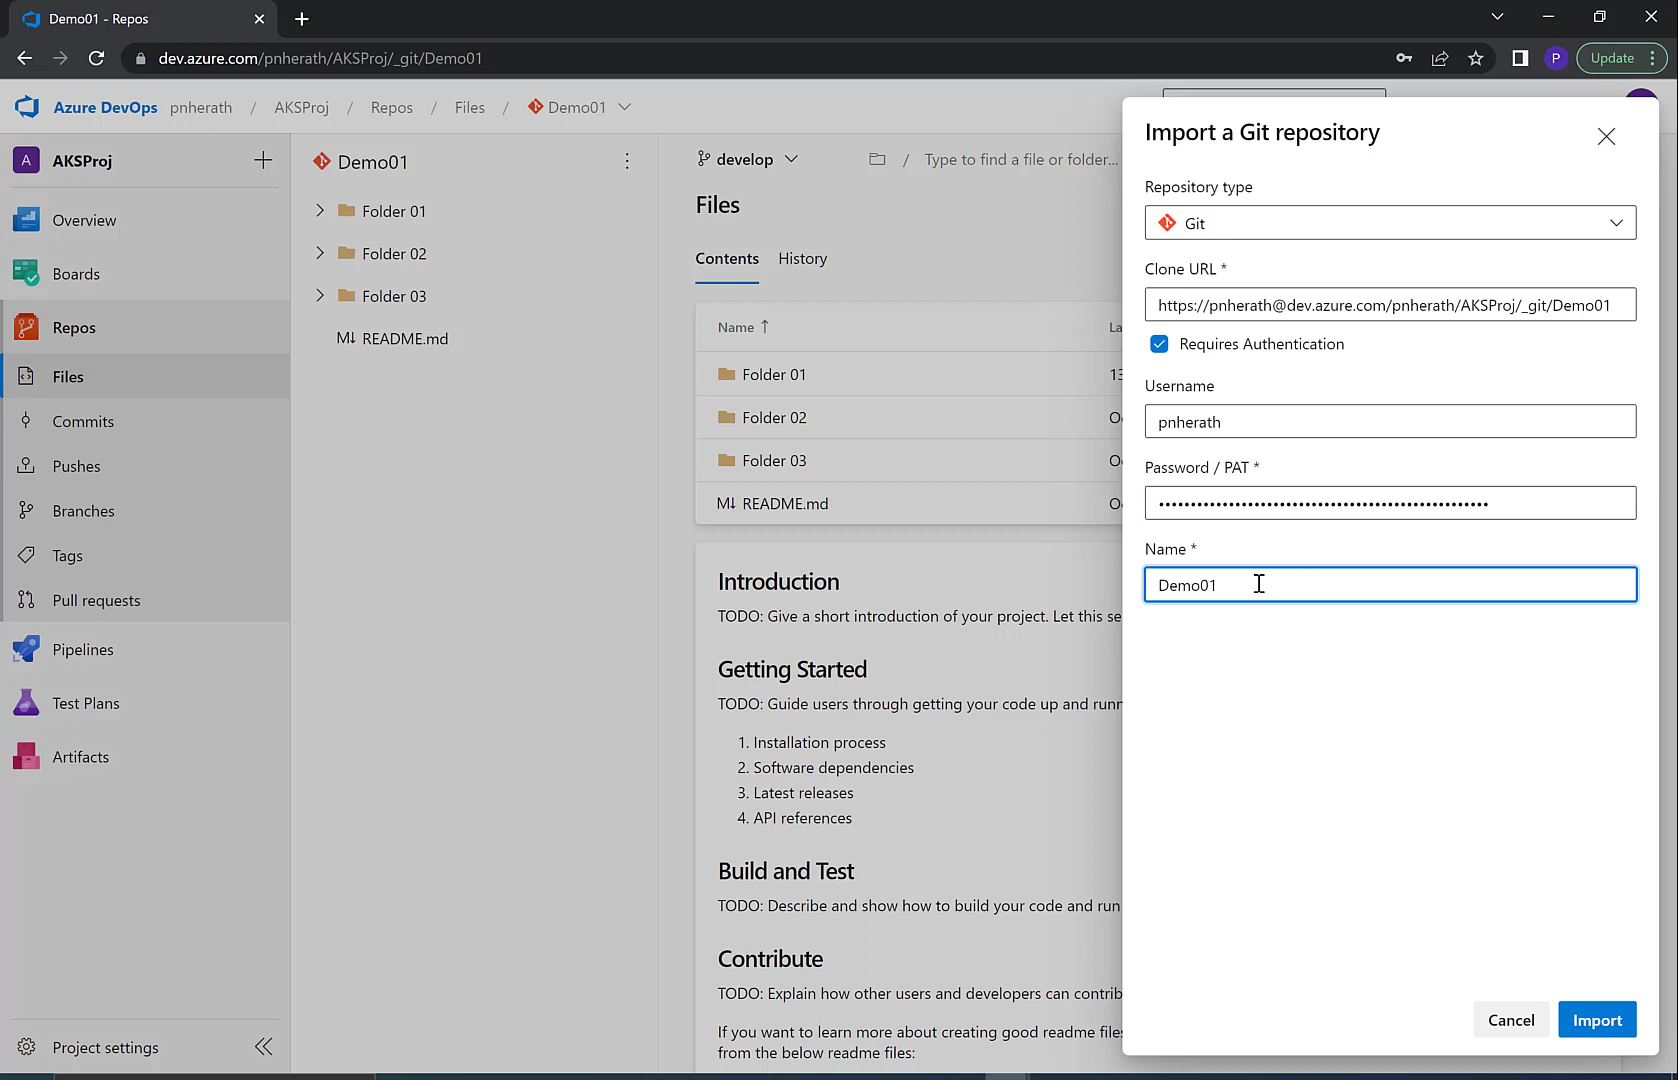 Demo01 - Repos
dev.azure.com/pnherath/AKSProj/_git/Demo01
P
Update
Azure DevOps pnherath / AKSProj / Repos / Files / Demo01
A AKSProj
Overview
Boards
Repos
Files
Commits
Pushes
Branches
Tags
Pull requests
Pipelines
Test Plans
Artifacts
Project settings
Demo01
Folder 01
Folder 02
Folder 03
M↓ README.md
develop
/ Type to find a file or folder...
Files
Contents History
Name ↑ La
Folder 01 13
Folder 02 O
Folder 03 O
M↓ README.md O
Introduction
TODO: Give a short introduction of your project. Let this se
Getting Started
TODO: Guide users through getting your code up and runn
1. Installation process
2. Software dependencies
3. Latest releases
4. API references
Build and Test
TODO: Describe and show how to build your code and run
Contribute
TODO: Explain how other users and developers can contrib
If you want to learn more about creating good readme files
from the below readme files:
Import a Git repository
Repository type
Git
Clone URL *
https://pnherath@dev.azure.com/pnherath/AKSProj/_git/Demo01
Requires Authentication
Username
pnherath
Password / PAT *
Name *
Demo01
Cancel Import